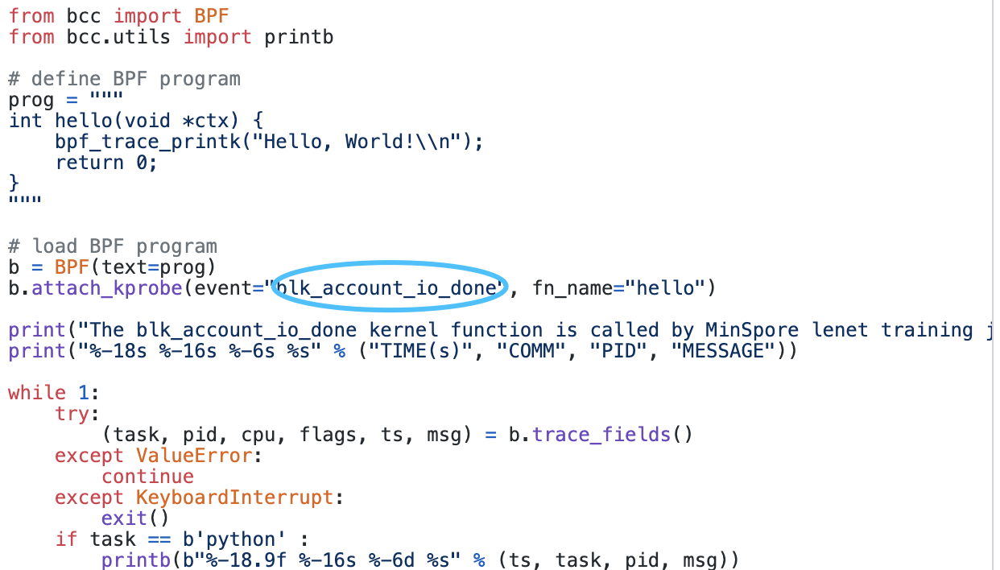 from bcc import BPF
from bcc.utils import printb
# define BPF program
prog = """
int hello(void *ctx) {
    bpf_trace_printk("Hello, World!\\n");
    return 0;
}
"""
# load BPF program
b = BPF(text=prog)
b.attach_kprobe(event="blk_account_io_done", fn_name="hello")
print("The blk_account_io_done kernel function is called by MinSpore lenet training
print("%-18s %-16s %-6s %s" % ("TIME(s)", "COMM", "PID", "MESSAGE"))
while 1:
    try:
        (task, pid, cpu, flags, ts, msg) = b.trace_fields()
    except ValueError:
        continue
    except KeyboardInterrupt:
        exit()
    if task == b'python' :
        printb(b"%-18.9f %-16s %-6d %s" % (ts, task, pid, msg))